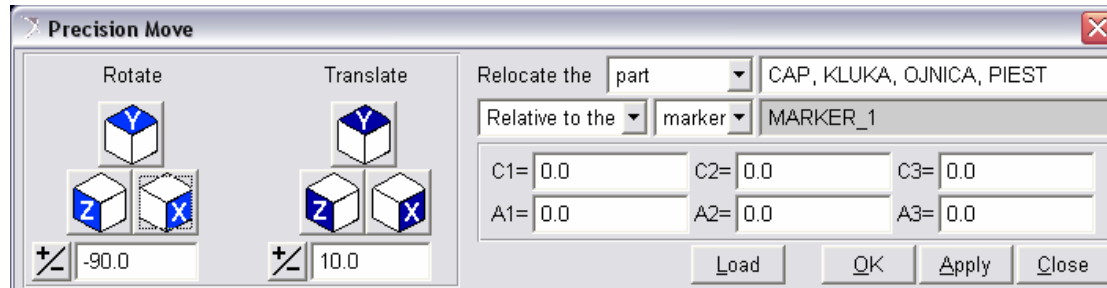 Precision Move
Rotate Translate Relocate the part CAP, KLUKA, OJNICA, PIEST
Y Y Relative to the marker MARKER_1
C1= 0.0 C2= 0.0 C3= 0.0
Z X Z X A1= 0.0 A2= 0.0 A3= 0.0
+/- -90.0 +/- 10.0 Load OK Apply Close